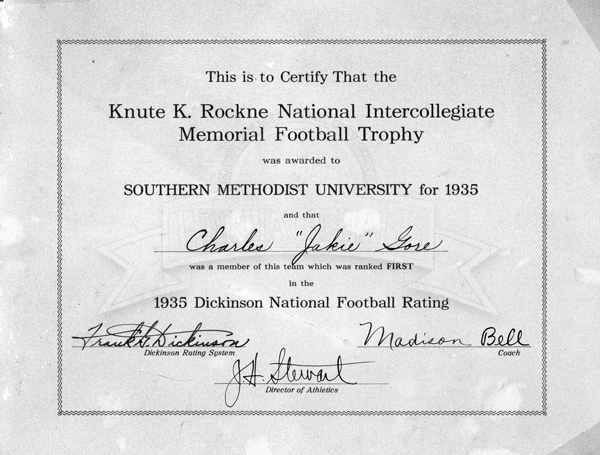 This is to Certify That the
Knute K. Rockne National Intercollegiate
Memorial Football Trophy
was awarded to
SOUTHERN METHODIST UNIVERSITY for 1935
and that
Charles "Jakie" Gore
was a member of this team which was ranked FIRST
in the
1935 Dickinson National Football Rating
Frank G. Dickinson
Dickinson Rating System
Madison Bell
Coach
J.H. Stewart
Director of Athletics